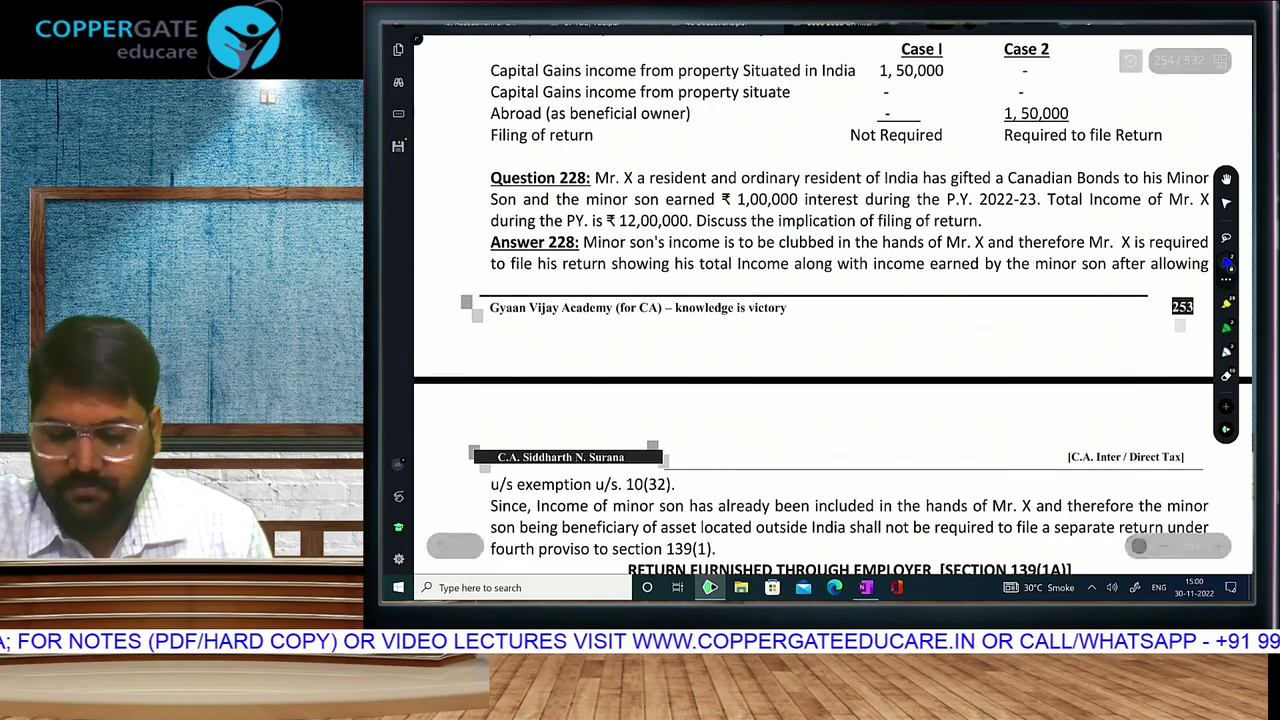 COPPERGATE
educare
Case I Case 2
254 / 532
Capital Gains income from property Situated in India 1, 50,000 -
Capital Gains income from property situate - -
Abroad (as beneficial owner) - 1, 50,000
Filing of return Not Required Required to file Return
Question 228: Mr. X a resident and ordinary resident of India has gifted a Canadian Bonds to his Minor
Son and the minor son earned ₹ 1,00,000 interest during the P.Y. 2022-23. Total Income of Mr. X
during the PY. is ₹ 12,00,000. Discuss the implication of filing of return.
Answer 228: Minor son's income is to be clubbed in the hands of Mr. X and therefore Mr. X is required
to file his return showing his total Income along with income earned by the minor son after allowing
Gyaan Vijay Academy (for CA) – knowledge is victory 253
C.A. Siddharth N. Surana [C.A. Inter / Direct Tax]
u/s exemption u/s. 10(32).
Since, Income of minor son has already been included in the hands of Mr. X and therefore the minor
son being beneficiary of asset located outside India shall not be required to file a separate return under
fourth proviso to section 139(1).
RETURN FURNISHED THROUGH EMPLOYER [SECTION 139(1A)]
Type here to search
30°C Smoke
ENG
15:00
30-11-2022
A; FOR NOTES (PDF/HARD COPY) OR VIDEO LECTURES VISIT WWW.COPPERGATEEDUCARE.IN OR CALL/WHATSAPP - +91 99